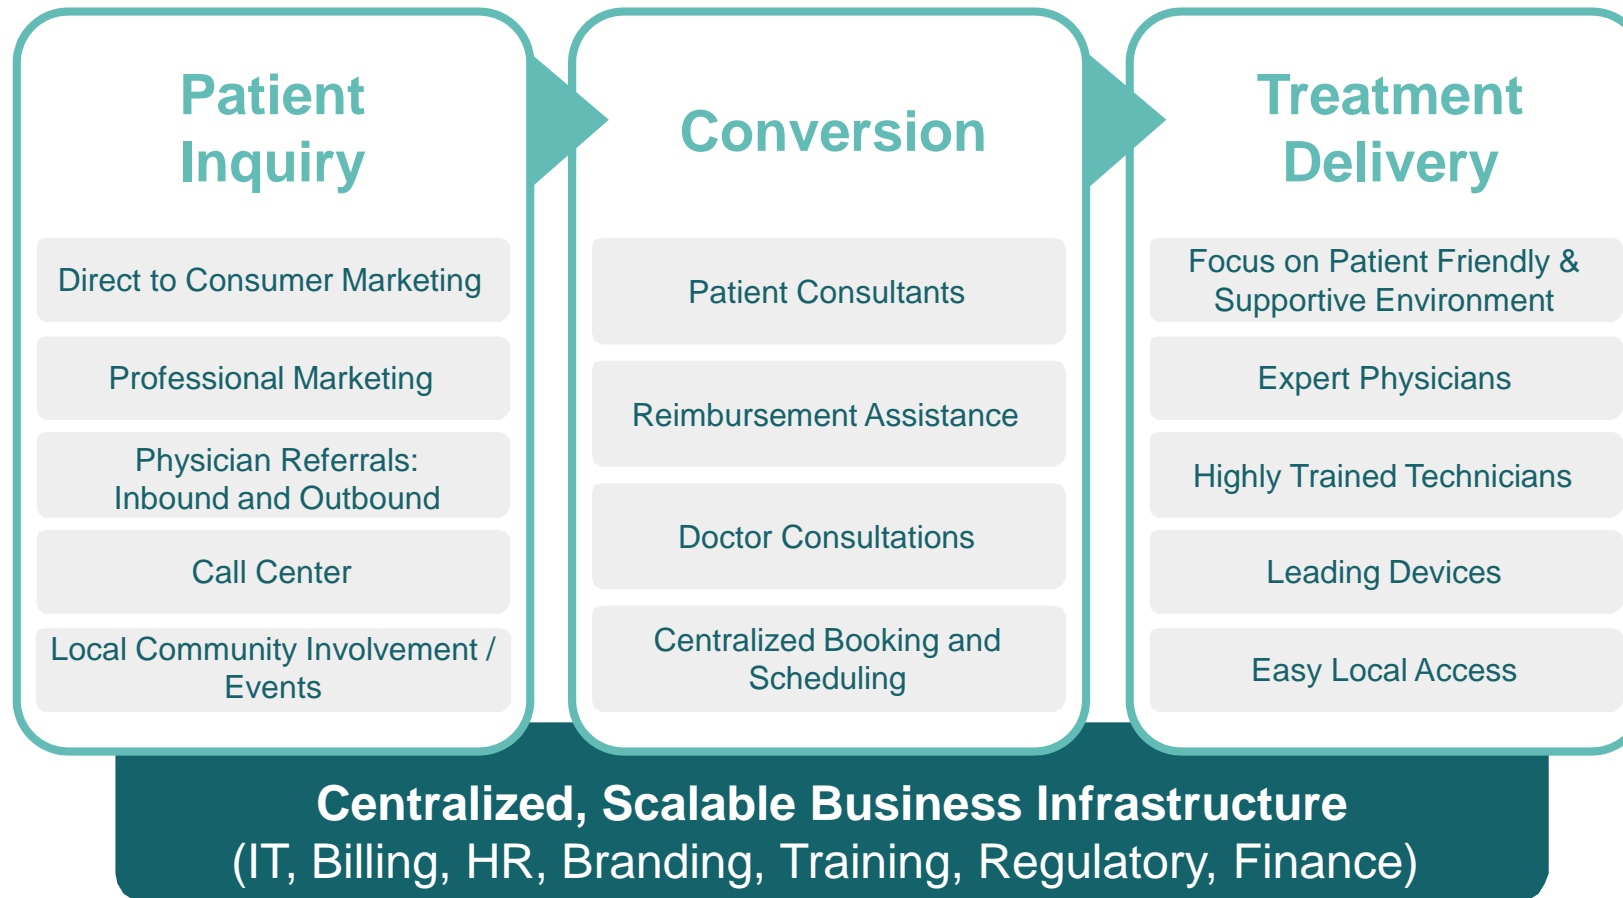 Patient
Inquiry
Direct to Consumer Marketing
Professional Marketing
Physician Referrals:
Inbound and Outbound
Call Center
Local Community Involvement /
Events
Conversion
Patient Consultants
Reimbursement Assistance
Doctor Consultations
Centralized Booking and
Scheduling
Treatment
Delivery
Focus on Patient Friendly &
Supportive Environment
Expert Physicians
Highly Trained Technicians
Leading Devices
Easy Local Access
Centralized, Scalable Business Infrastructure
(IT, Billing, HR, Branding, Training, Regulatory, Finance)